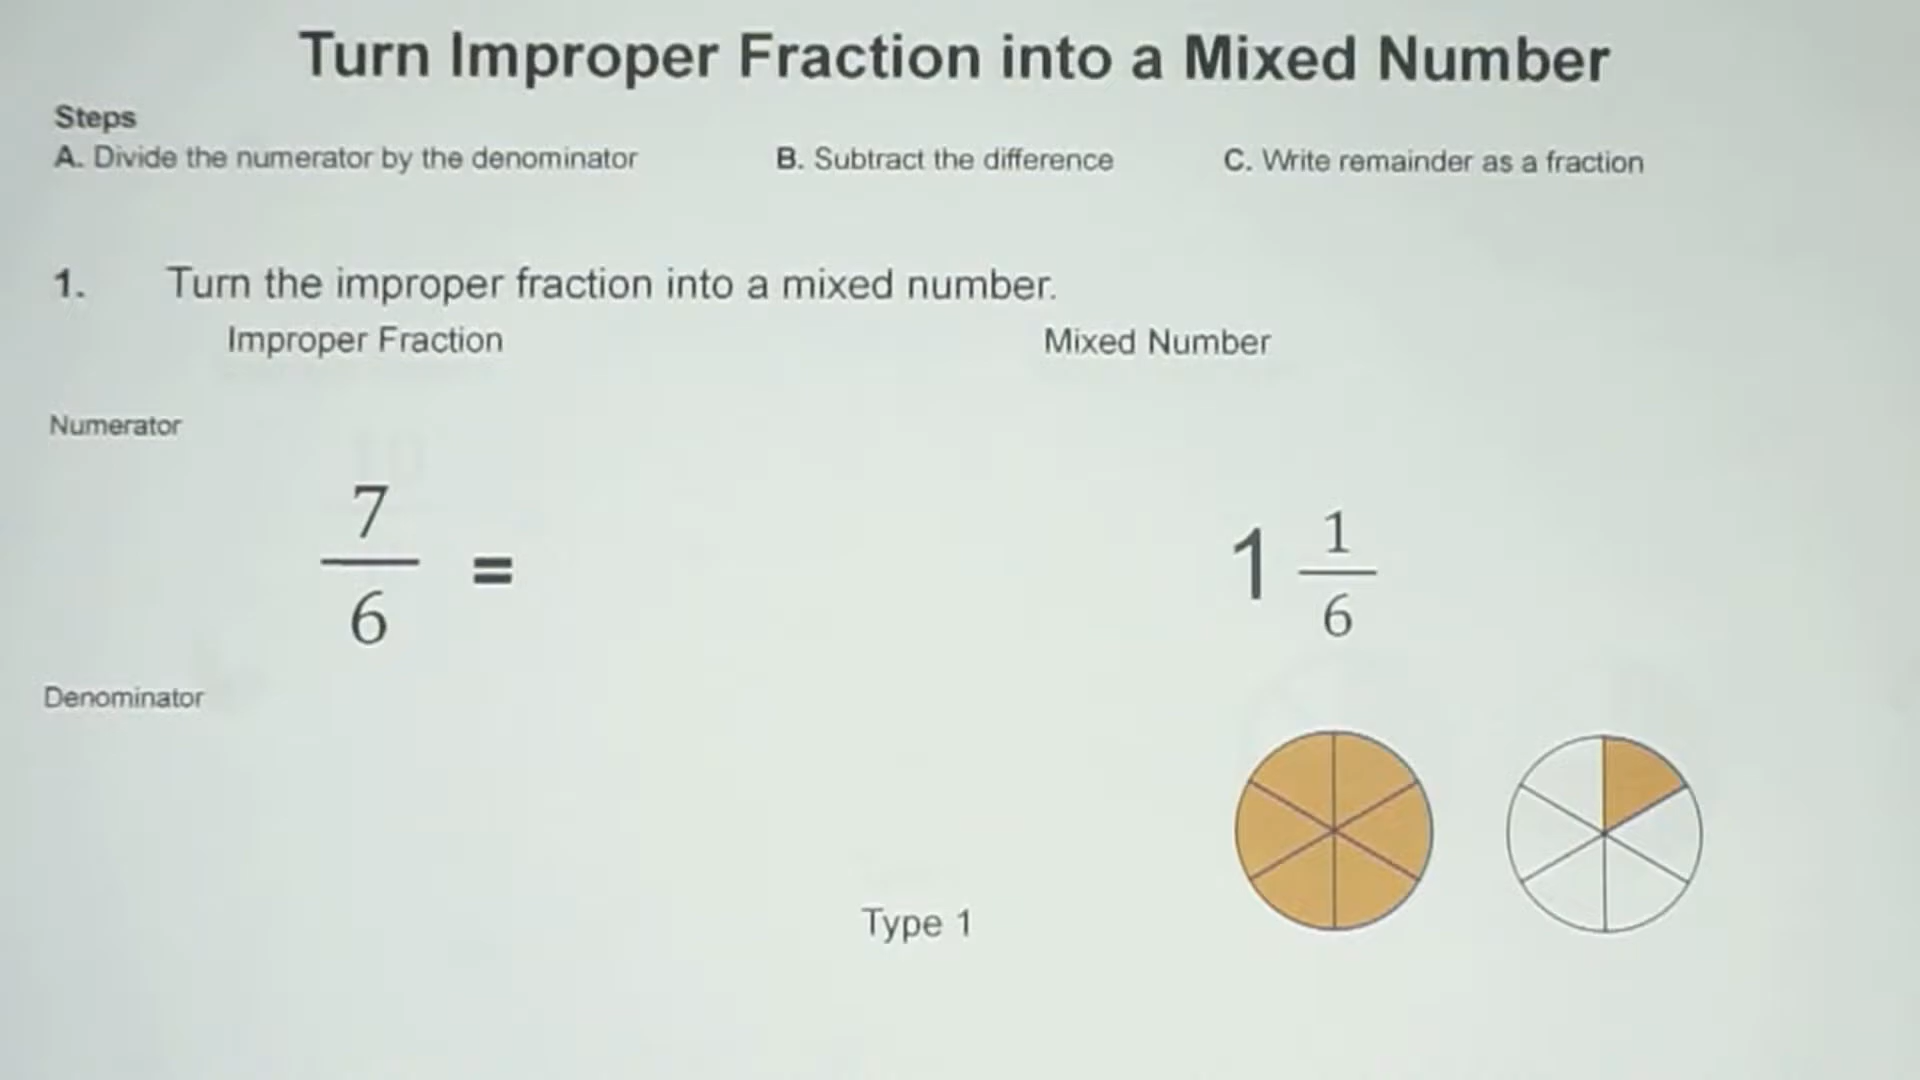 Turn Improper Fraction into a Mixed Number
Steps
A. Divide the numerator by the denominator B. Subtract the difference C. Write remainder as a fraction
1. Turn the improper fraction into a mixed number.
Improper Fraction Mixed Number
Numerator
7
6
=
1 1
6
Denominator
Type 1